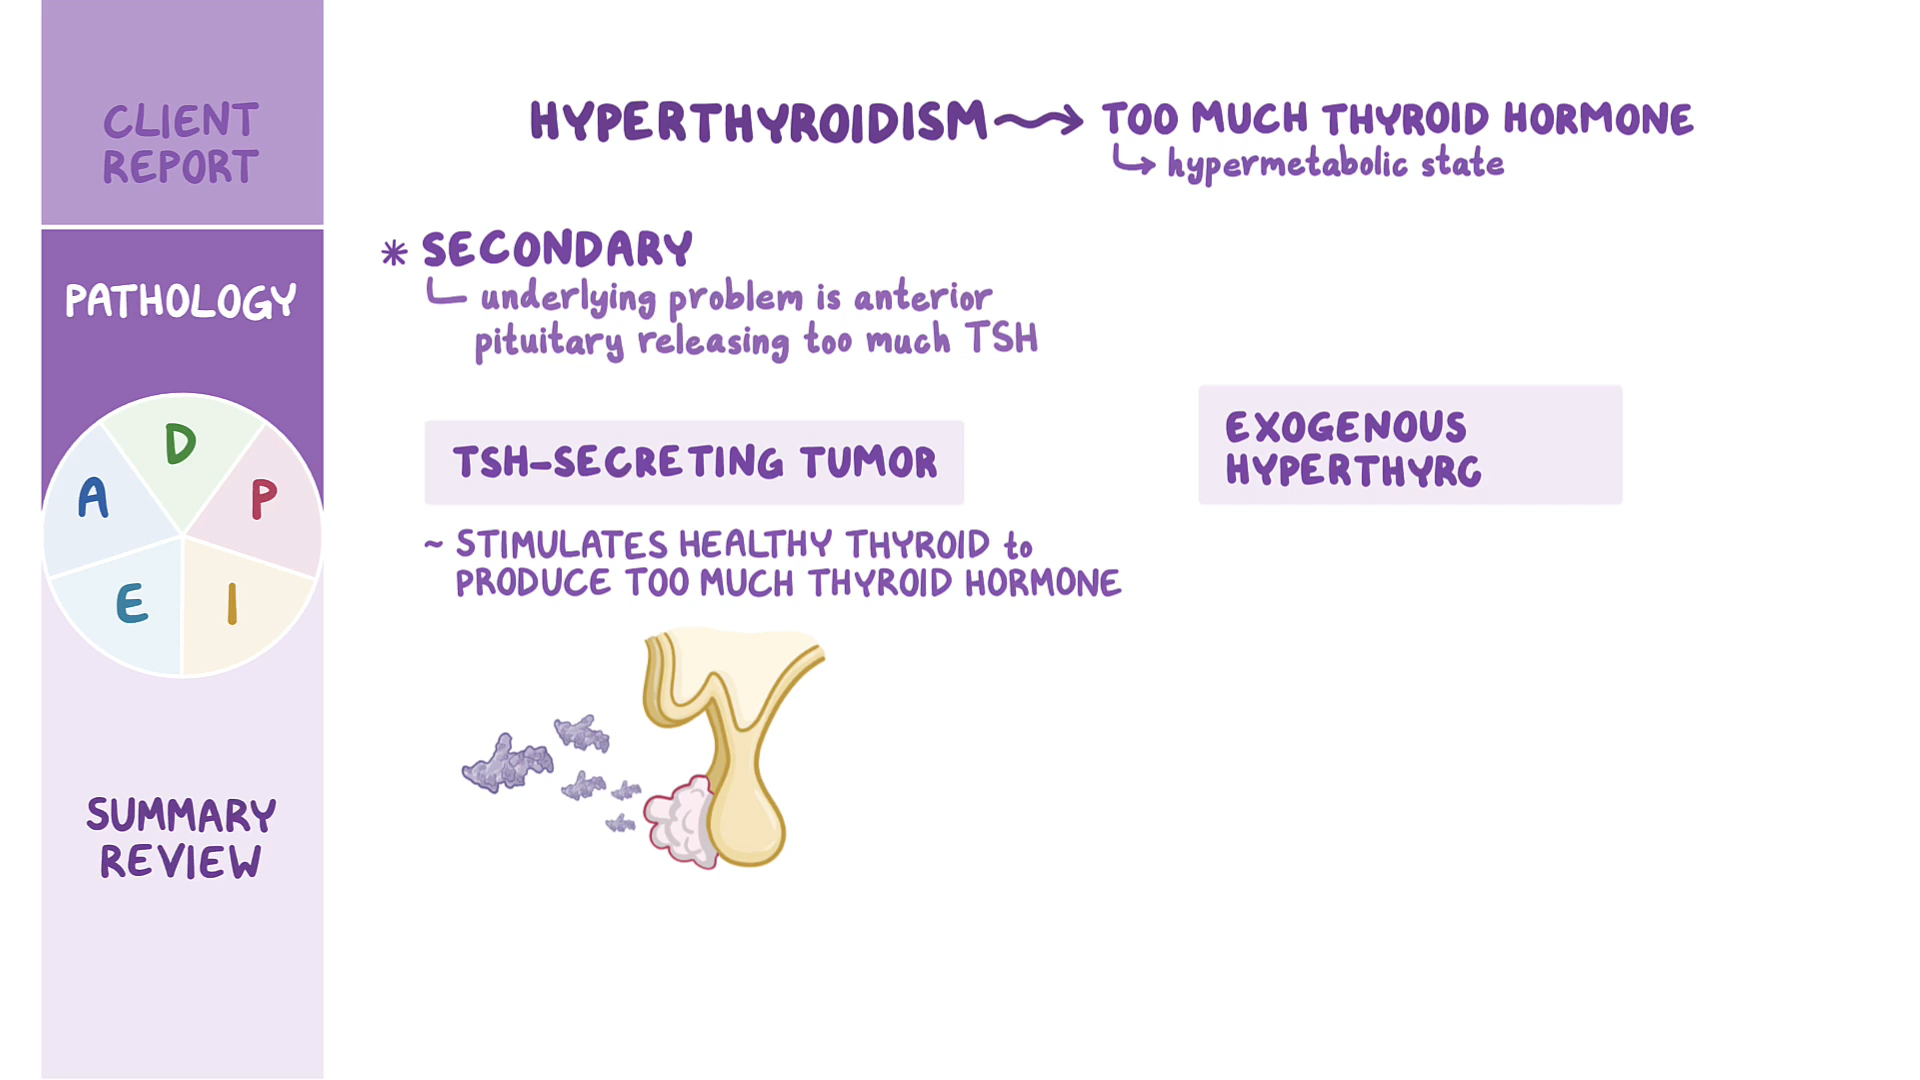 CLIENT
REPORT
PATHOLOGY
A
D
P
E
I
SUMMARY
REVIEW
HYPERTHYROIDISM → TOO MUCH THYROID HORMONE
↳ hypermetabolic state
* SECONDARY
underlying problem is anterior
pituitary releasing too much TSH
TSH-SECRETING TUMOR
~ STIMULATES HEALTHY THYROID to
PRODUCE TOO MUCH THYROID HORMONE
EXOGENOUS
HYPERTHYRC